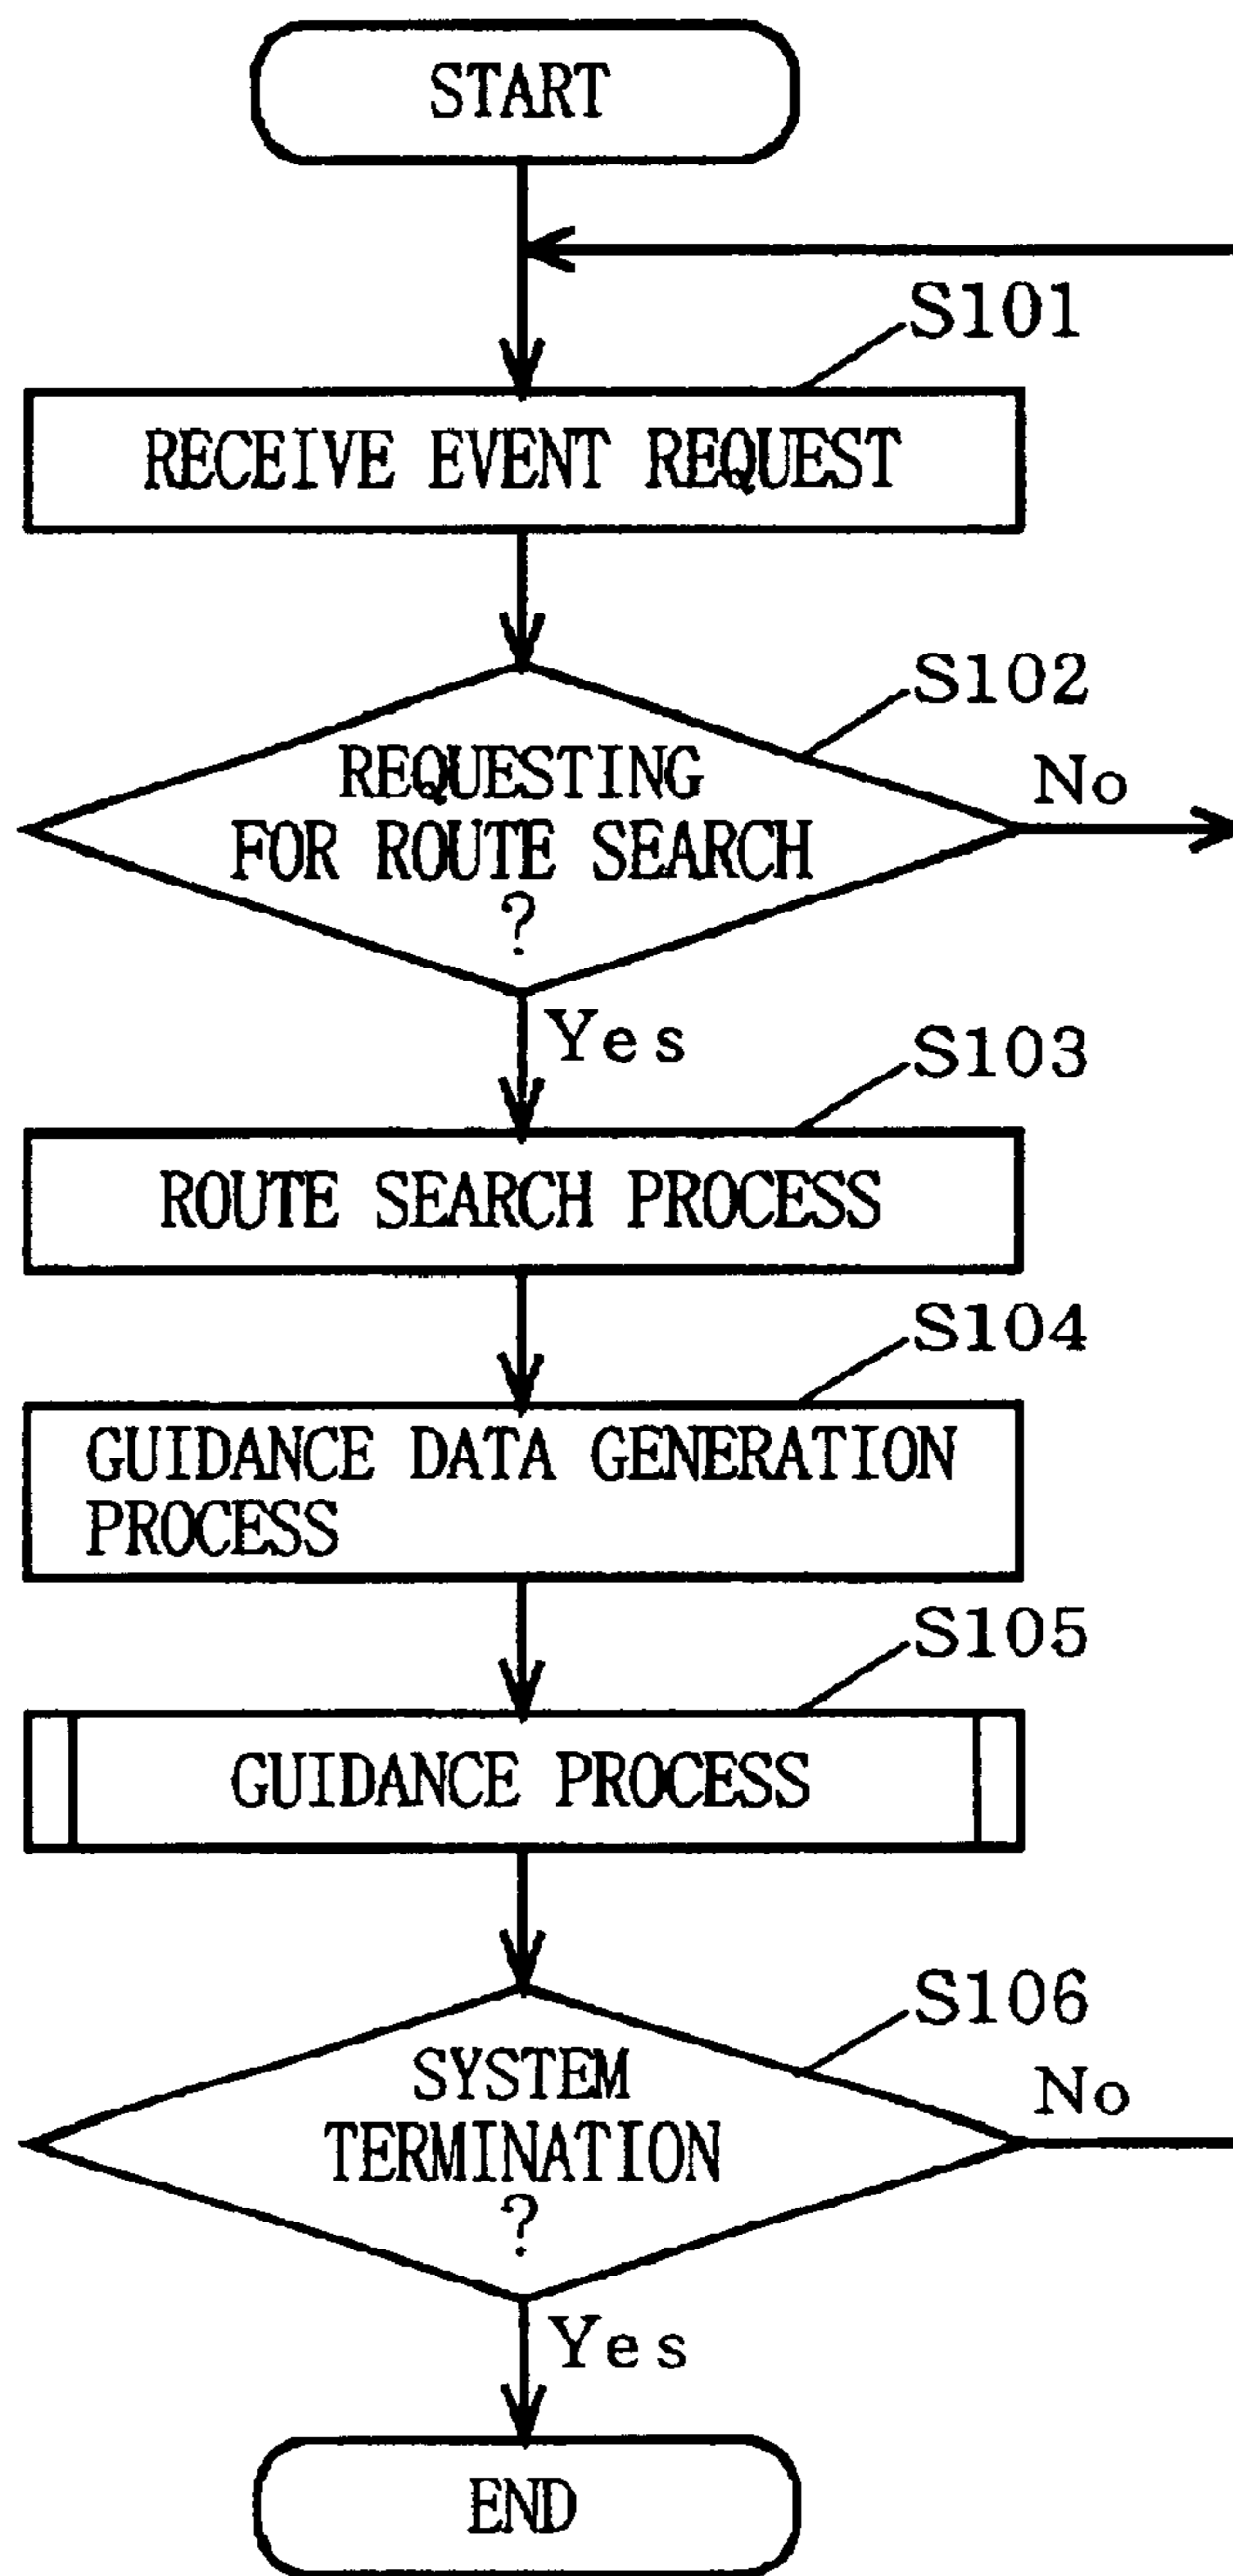 START
S101
RECEIVE EVENT REQUEST
S102
REQUESTING
FOR ROUTE SEARCH
?
No
Yes
S103
ROUTE SEARCH PROCESS
S104
GUIDANCE DATA GENERATION
PROCESS
S105
GUIDANCE PROCESS
S106
SYSTEM
TERMINATION
?
No
Yes
END